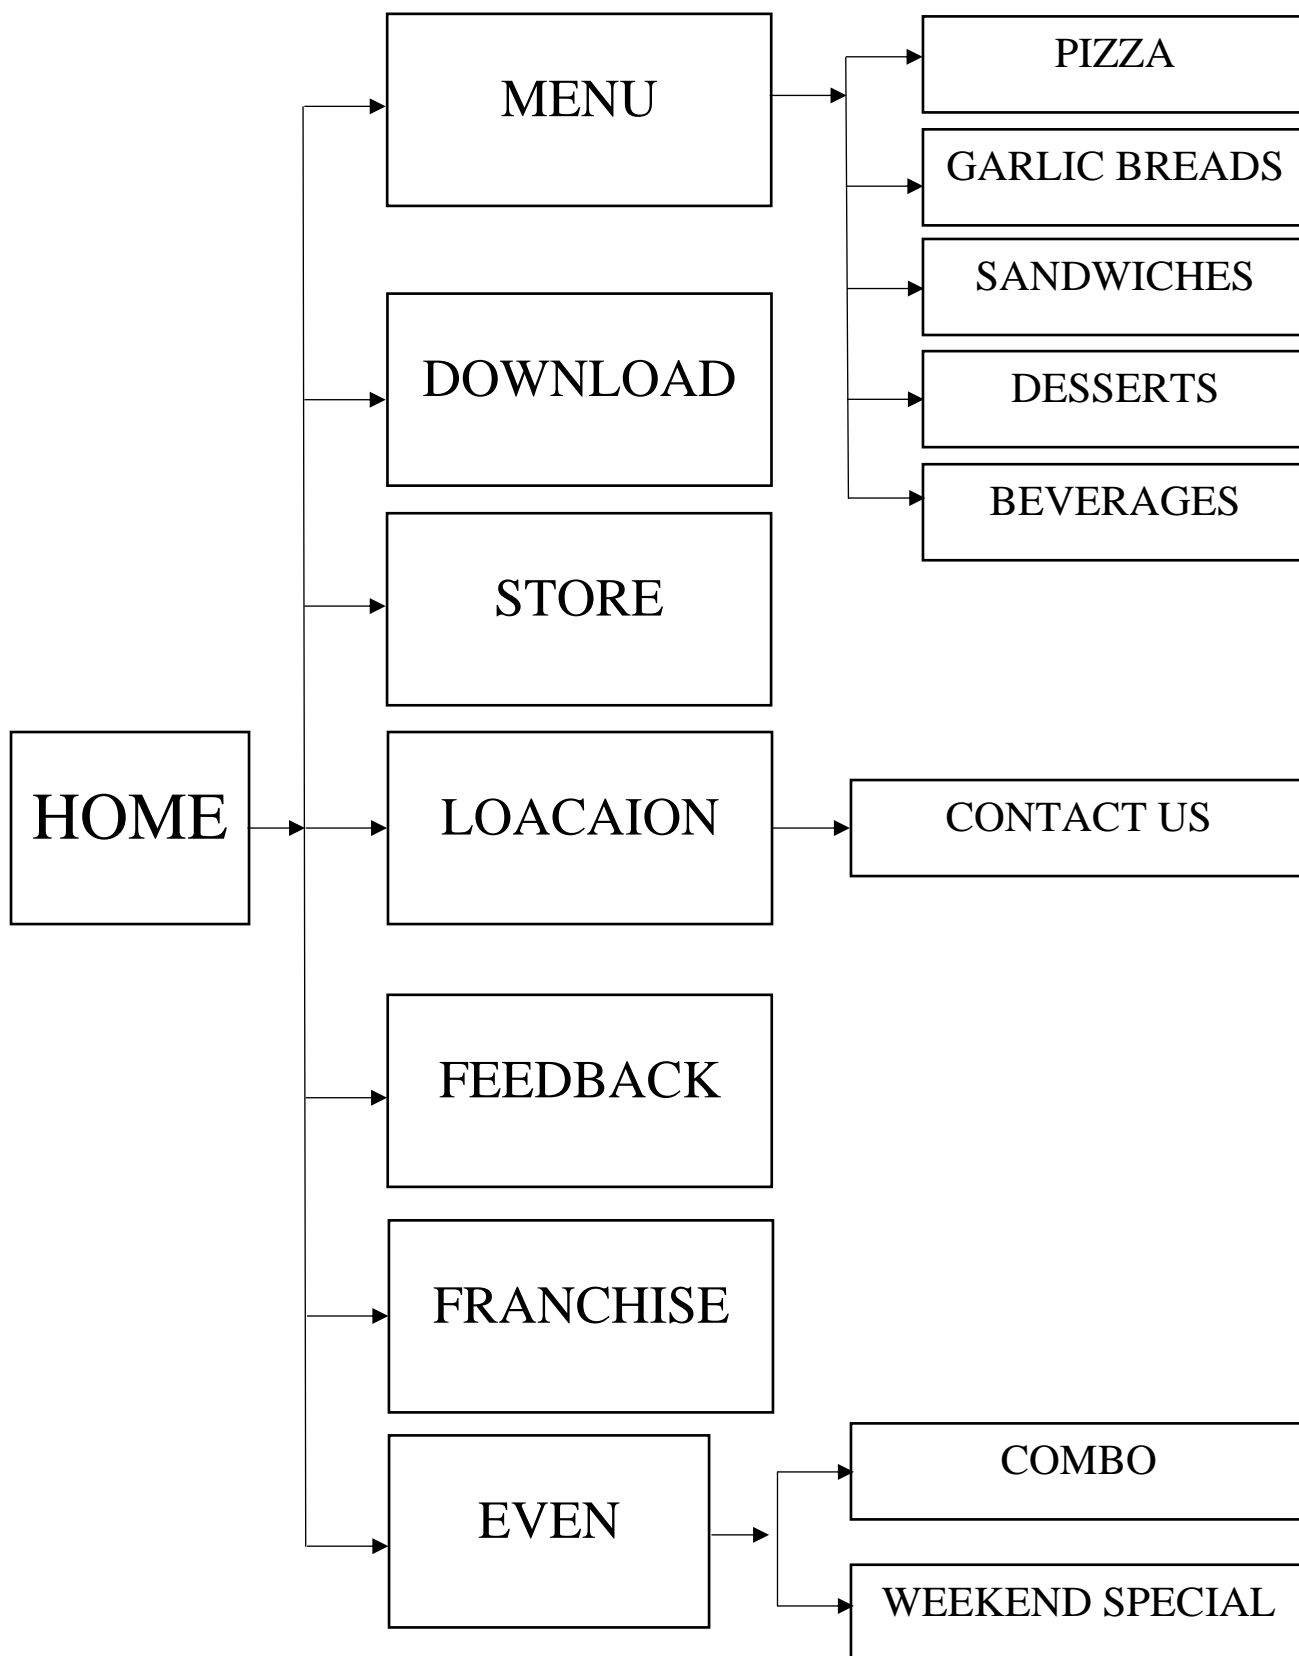 HOME
MENU
PIZZA
GARLIC BREADS
SANDWICHES
DESSERTS
BEVERAGES
DOWNLOAD
STORE
LOACAION
CONTACT US
FEEDBACK
FRANCHISE
EVEN
COMBO
WEEKEND SPECIAL